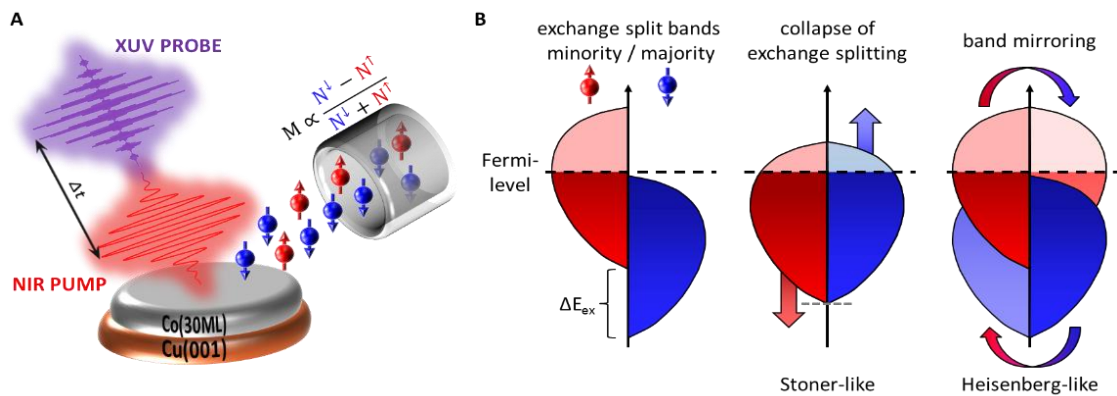 A
XUV PROBE
Δt
NIR PUMP
M ∝ N↓ − N↑ / N↓ + N↑
Co(30ML)
Cu(001)
B
exchange split bands
minority / majority
Fermi-
level
ΔE_ex
collapse of
exchange splitting
Stoner-like
band mirroring
Heisenberg-like